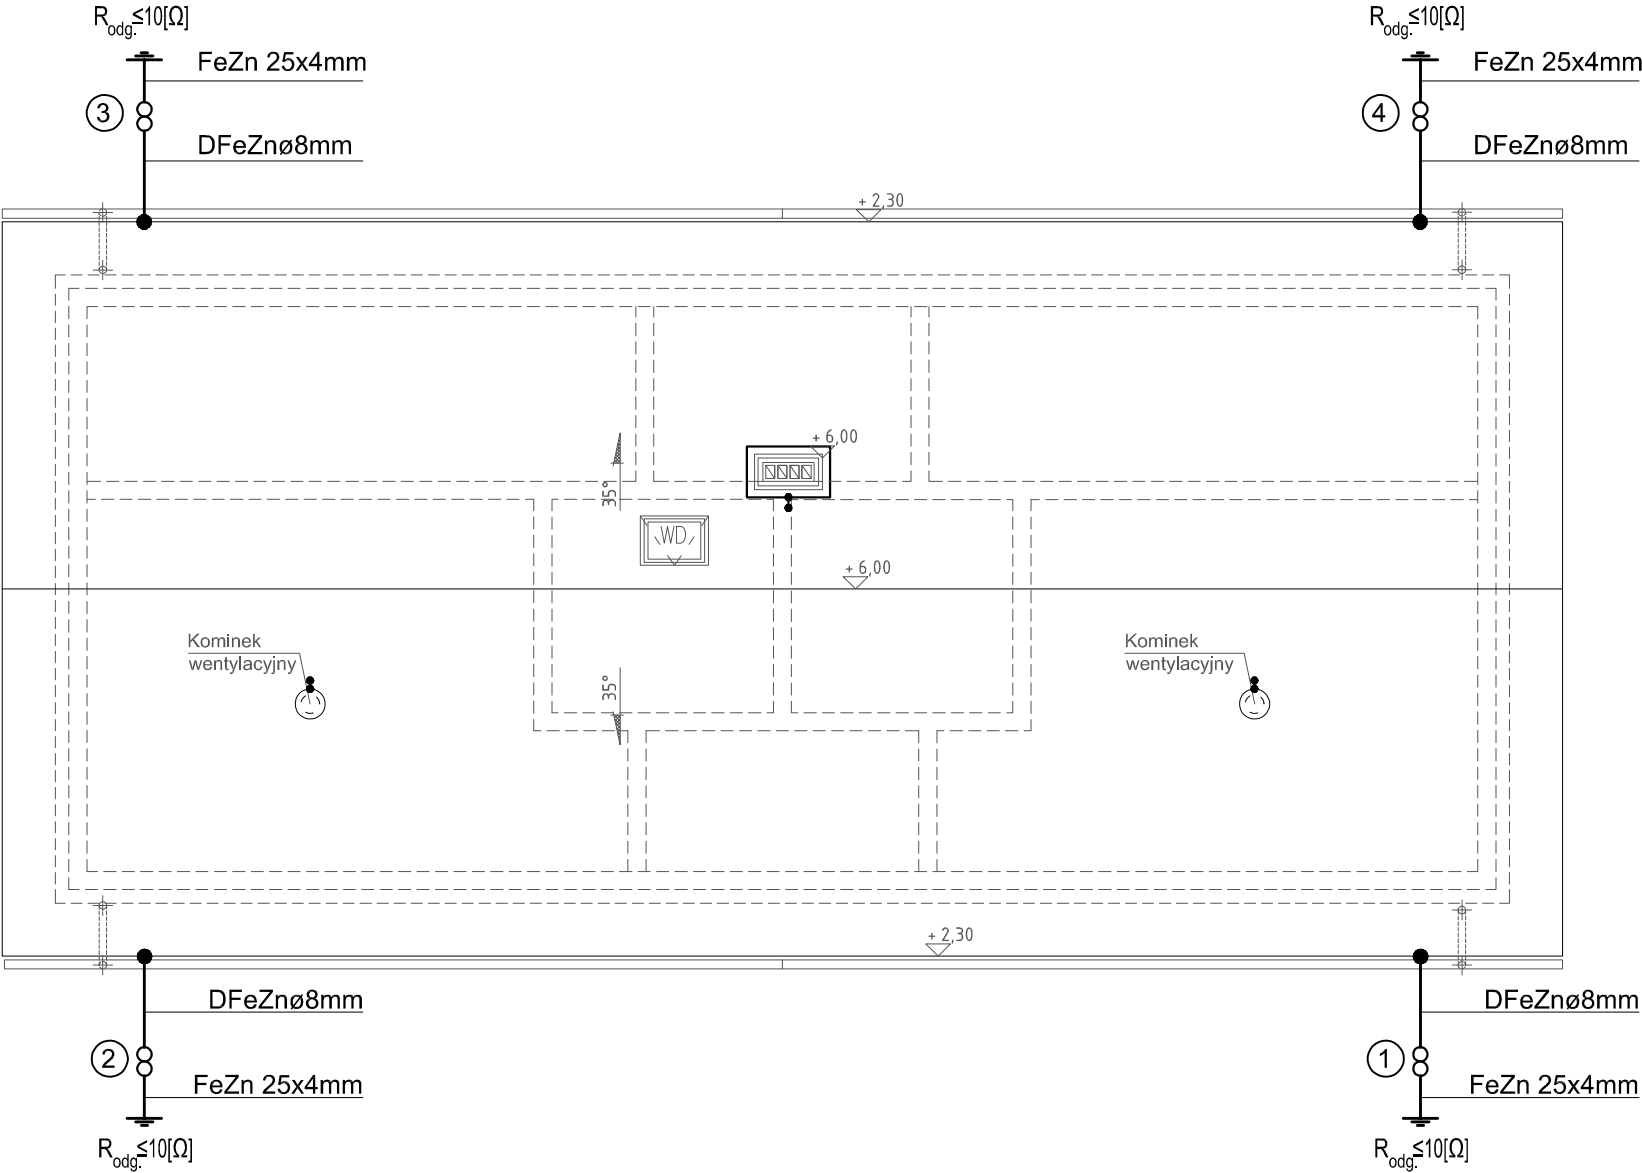 Rodg.≤10[Ω]
FeZn 25x4mm
3
DFeZnø8mm
Rodg.≤10[Ω]
FeZn 25x4mm
4
DFeZnø8mm
+ 2,30
+ 6,00
35°
WD
+ 6,00
Kominek
wentylacyjny
35°
Kominek
wentylacyjny
+ 2,30
DFeZnø8mm
2
FeZn 25x4mm
Rodg.≤10[Ω]
DFeZnø8mm
1
FeZn 25x4mm
Rodg.≤10[Ω]